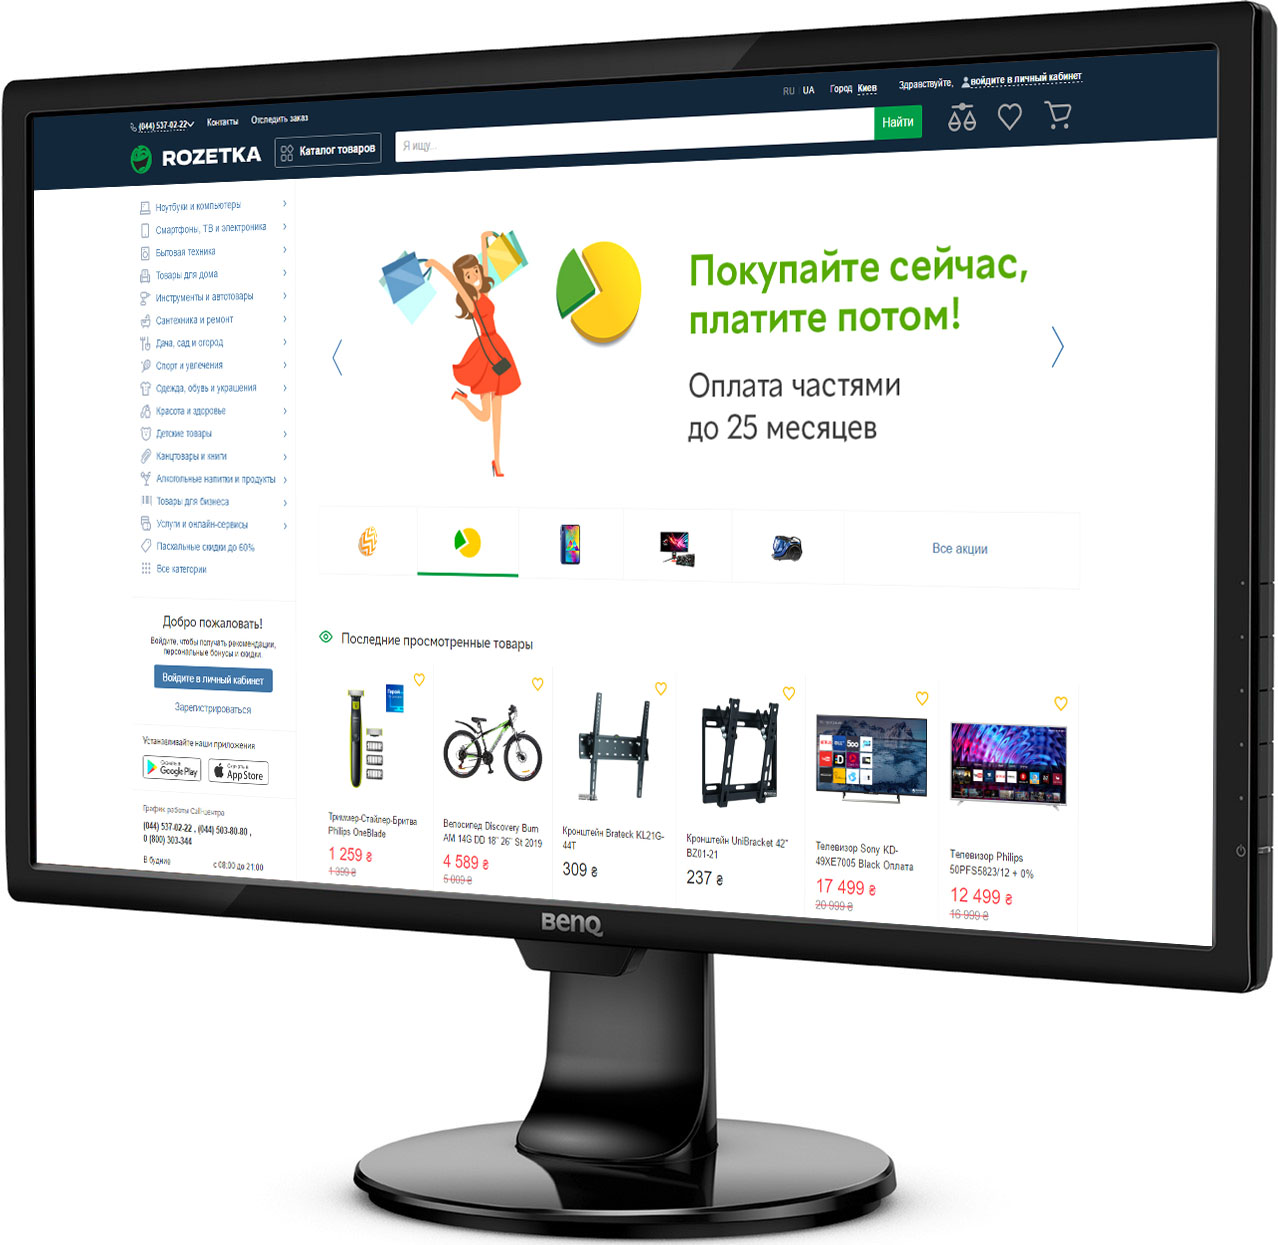 RU UA Город Киев Здравствуйте, войдите в личный кабинет
(044) 537-02-22 Контакты Отследить заказ
ROZETKA Каталог товаров Я ищу... Найти
Ноутбуки и компьютеры
Смартфоны, ТВ и электроника
Бытовая техника
Товары для дома
Инструменты и автотовары
Сантехника и ремонт
Дача, сад и огород
Спорт и увлечения
Одежда, обувь и украшения
Красота и здоровье
Детские товары
Канцтовары и книги
Алкогольные напитки и продукты
Товары для бизнеса
Услуги и онлайн-сервисы
Пасхальные скидки до 60%
Все категории
Покупайте сейчас,
платите потом!
Оплата частями
до 25 месяцев
Все акции
Добро пожаловать!
Войдите, чтобы получать рекомендации,
персональные бонусы и скидки.
Войдите в личный кабинет
Зарегистрироваться
Устанавливайте наши приложения
Google Play
App Store
График работы Call-центра
(044) 537-02-22 , (044) 503-80-80 ,
0 (800) 303-344
В будние с 08:00 до 21:00
Последние просмотренные товары
Триммер-Стайлер-Бритва
Philips OneBlade
1 259 ₴
1 399 ₴
Велосипед Discovery Bum
AM 14G DD 18" 26" St 2019
4 589 ₴
5 099 ₴
Кронштейн Brateck KL21G-
44T
309 ₴
Кронштейн UniBracket 42"
BZ01-21
237 ₴
Телевизор Sony KD-
49XE7005 Black Оплата
17 499 ₴
20 999 ₴
Телевизор Philips
50PFS5823/12 + 0%
12 499 ₴
16 999 ₴
BenQ